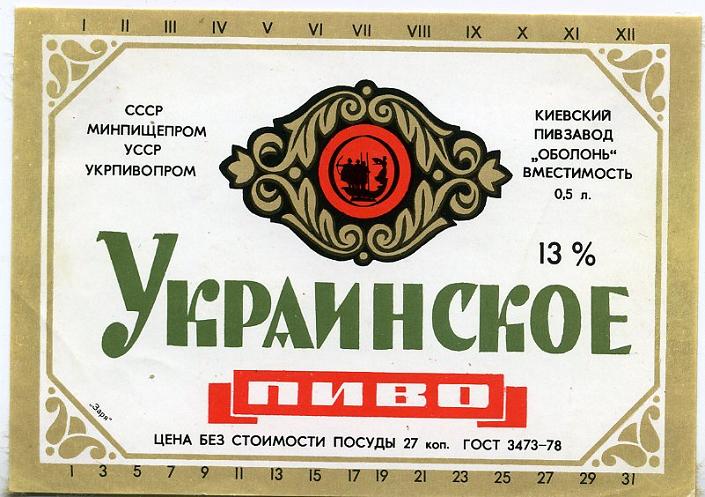 I II III IV V VI VII VIII IX X XI XII
СССР
МИНПИЩЕПРОМ
УССР
УКРПИВОПРОМ
КИЕВСКИЙ
ПИВЗАВОД
„ОБОЛОНЬ“
ВМЕСТИМОСТЬ
0,5 л.
13 %
УКРАИНСКОЕ
ПИВО
„Заря“
ЦЕНА БЕЗ СТОИМОСТИ ПОСУДЫ 27 коп. ГОСТ 3473–78
1 3 5 7 9 11 13 15 17 19 21 23 25 27 29 31